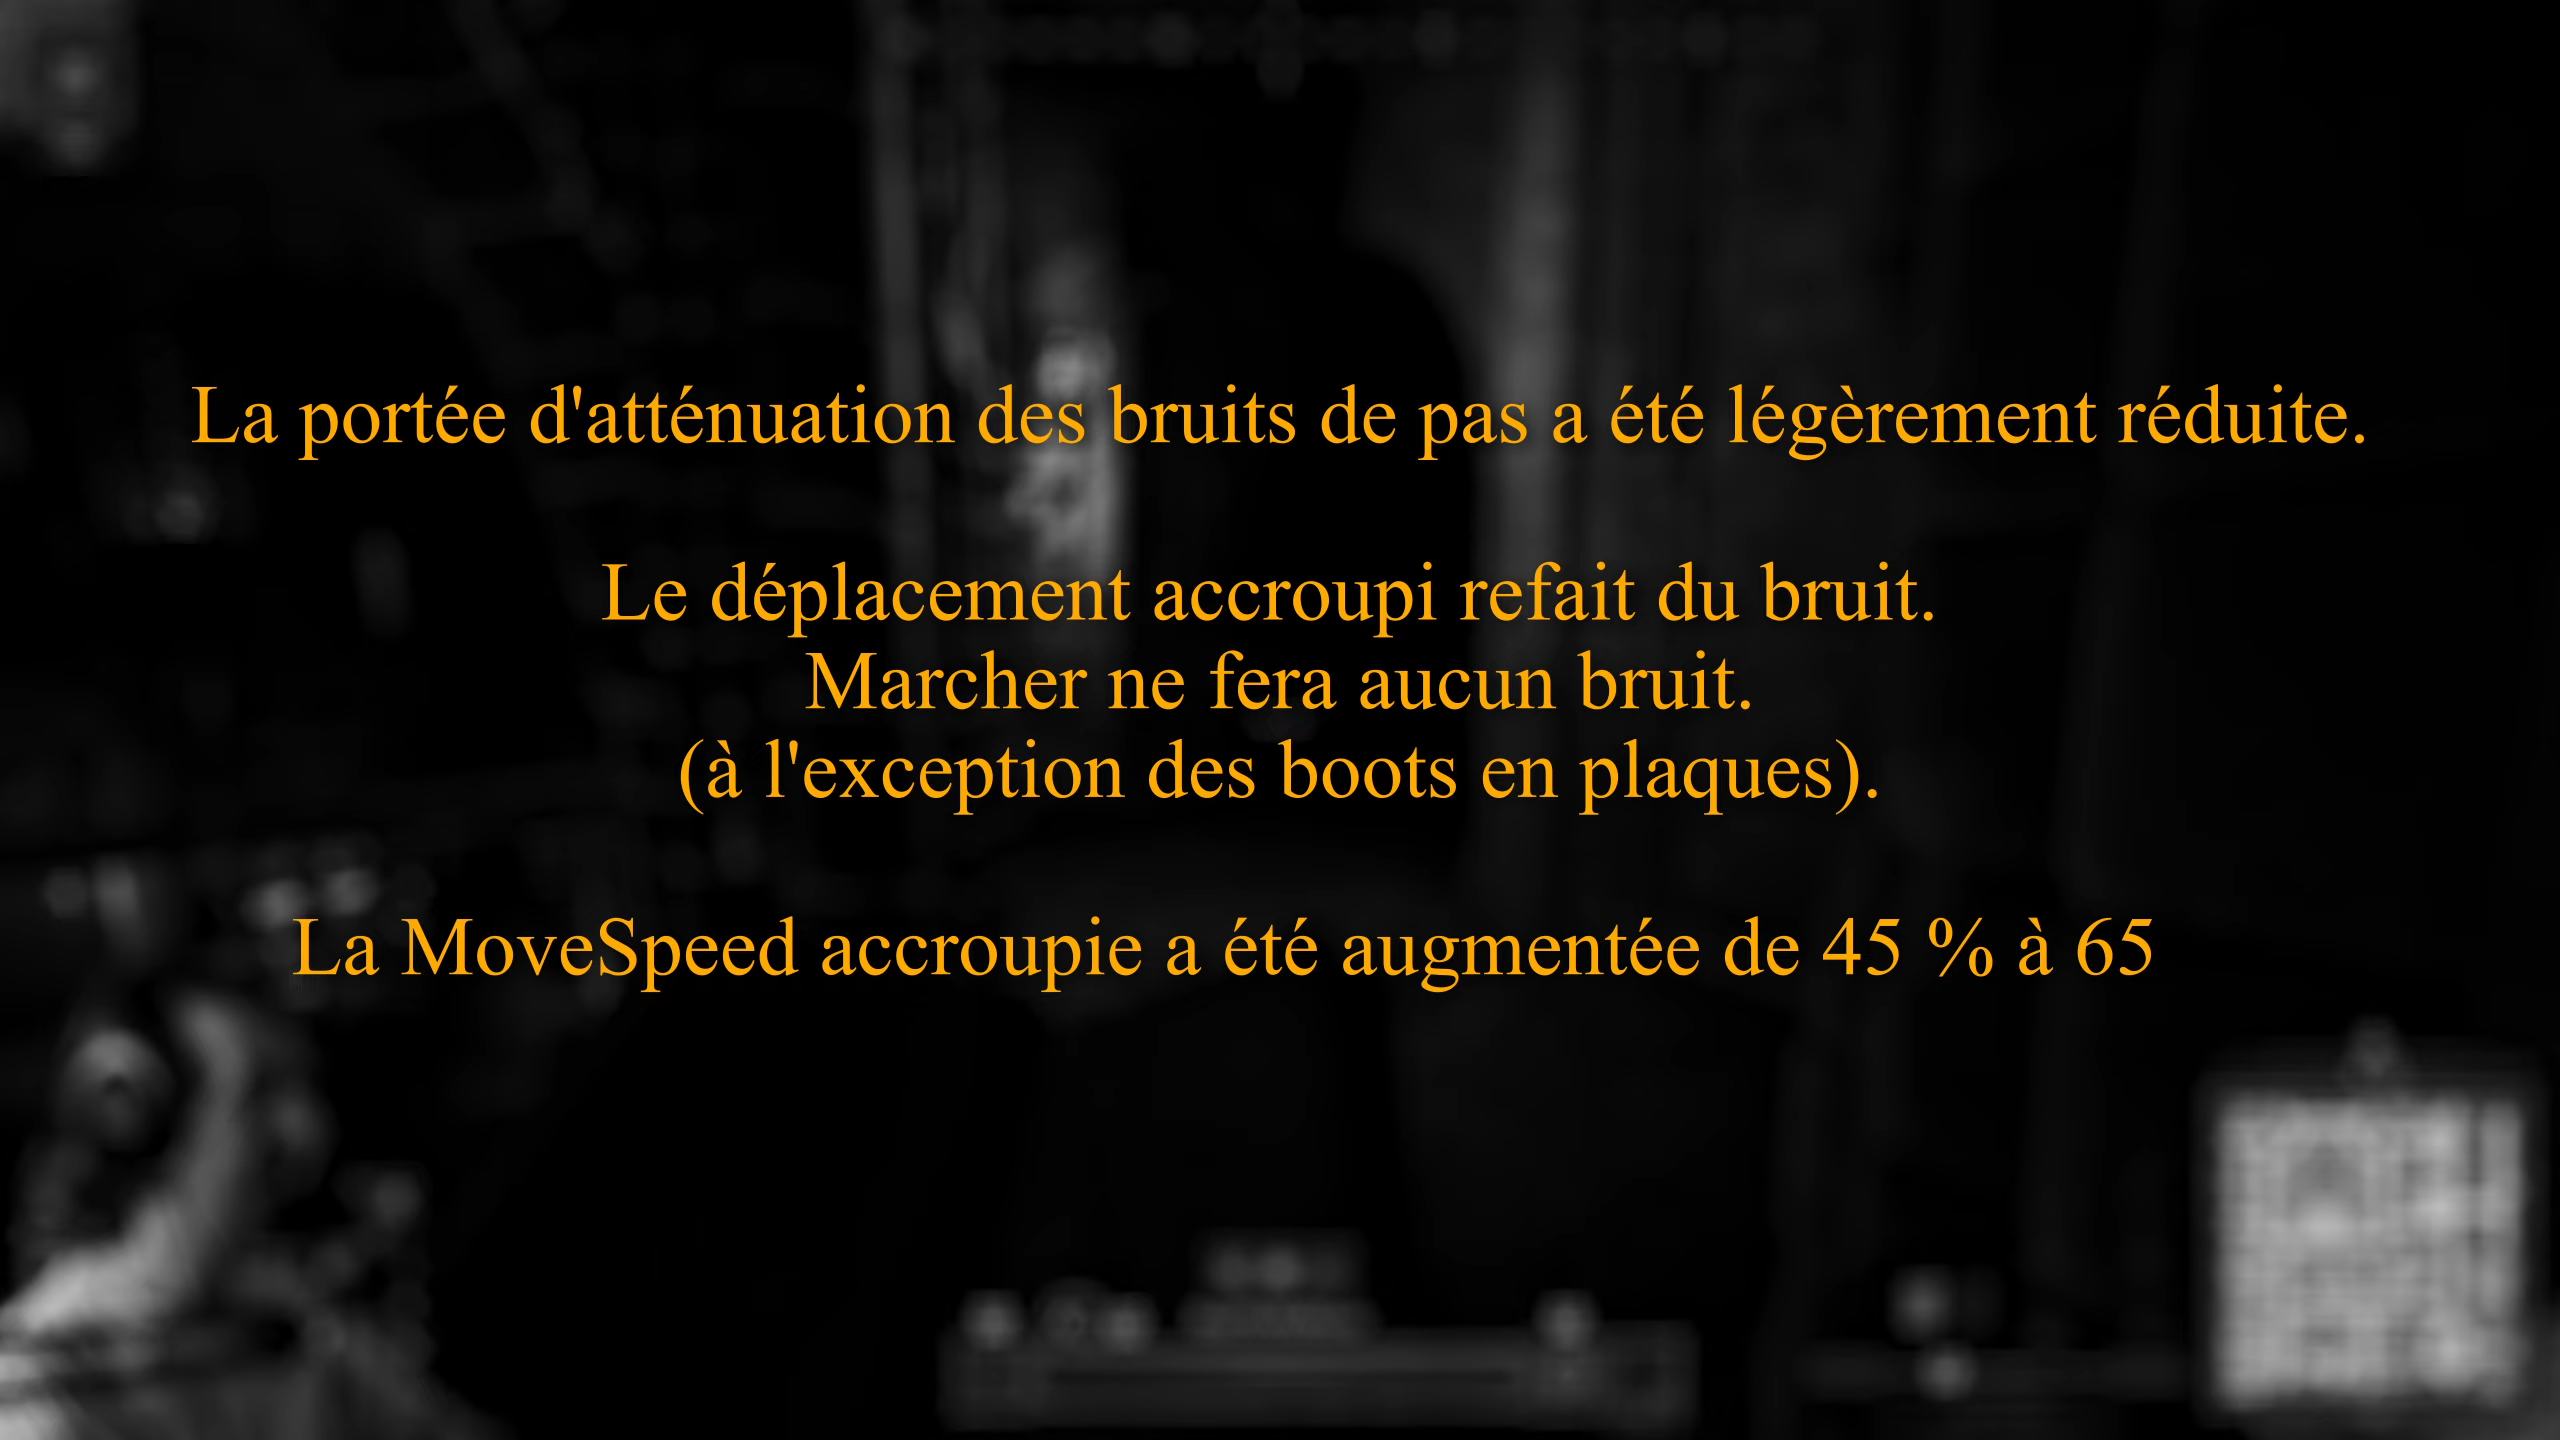 La portée d'atténuation des bruits de pas a été légèrement réduite.
Le déplacement accroupi refait du bruit.
Marcher ne fera aucun bruit.
(à l'exception des boots en plaques).
La MoveSpeed accroupie a été augmentée de 45 % à 65